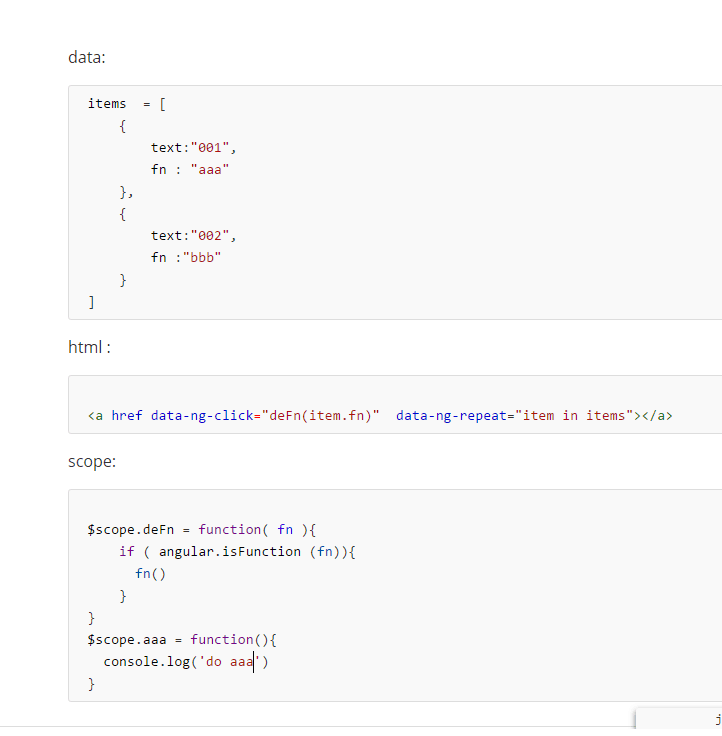 data:
items  = [
    {
        text:"001",
        fn : "aaa"
    },
    {
        text:"002",
        fn :"bbb"
    }
]
html :
<a href data-ng-click="deFn(item.fn)"  data-ng-repeat="item in items"></a>
scope:
$scope.deFn = function( fn ){
    if ( angular.isFunction (fn)){
      fn()
    }
}
$scope.aaa = function(){
  console.log('do aaa')
}